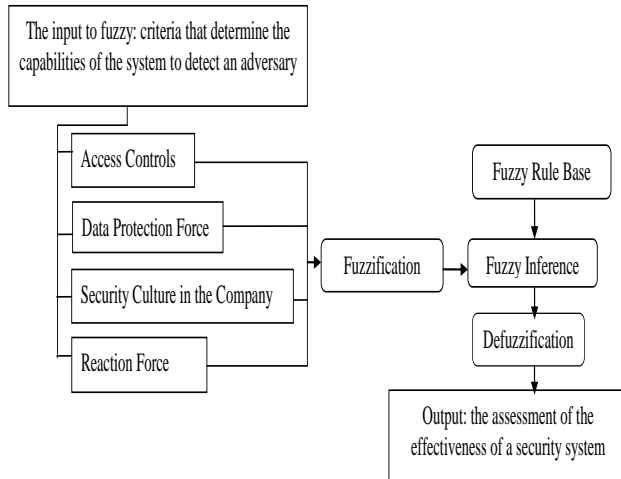 The input to fuzzy: criteria that determine the
capabilities of the system to detect an adversary
Access Controls
Data Protection Force
Security Culture in the Company
Reaction Force
Fuzzification
Fuzzy Rule Base
Fuzzy Inference
Defuzzification
Output: the assessment of the
effectiveness of a security system